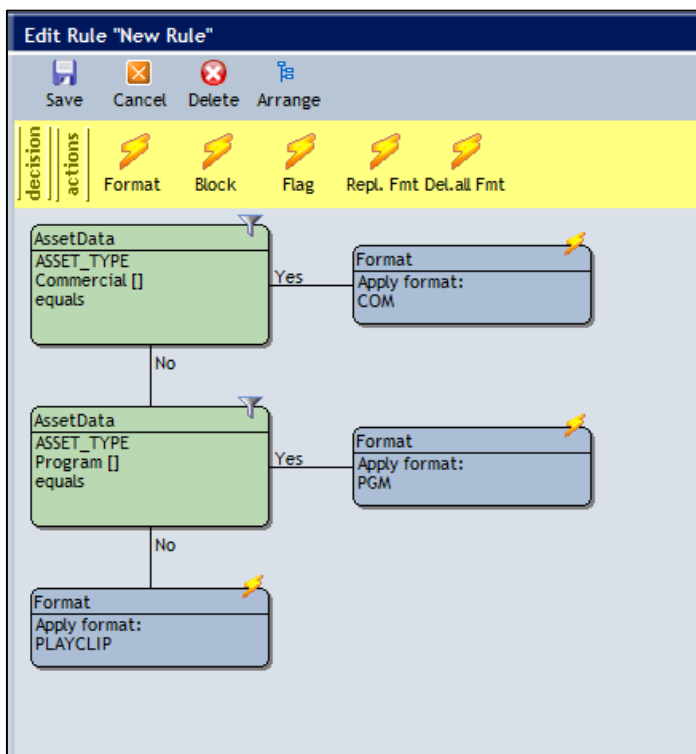 Edit Rule "New Rule"
Save Cancel Delete Arrange
decision actions Format Block Flag Repl. Fmt Del.all Fmt
AssetData
ASSET_TYPE
Commercial []
equals
Yes
Format
Apply format:
COM
No
AssetData
ASSET_TYPE
Program []
equals
Yes
Format
Apply format:
PGM
No
Format
Apply format:
PLAYCLIP